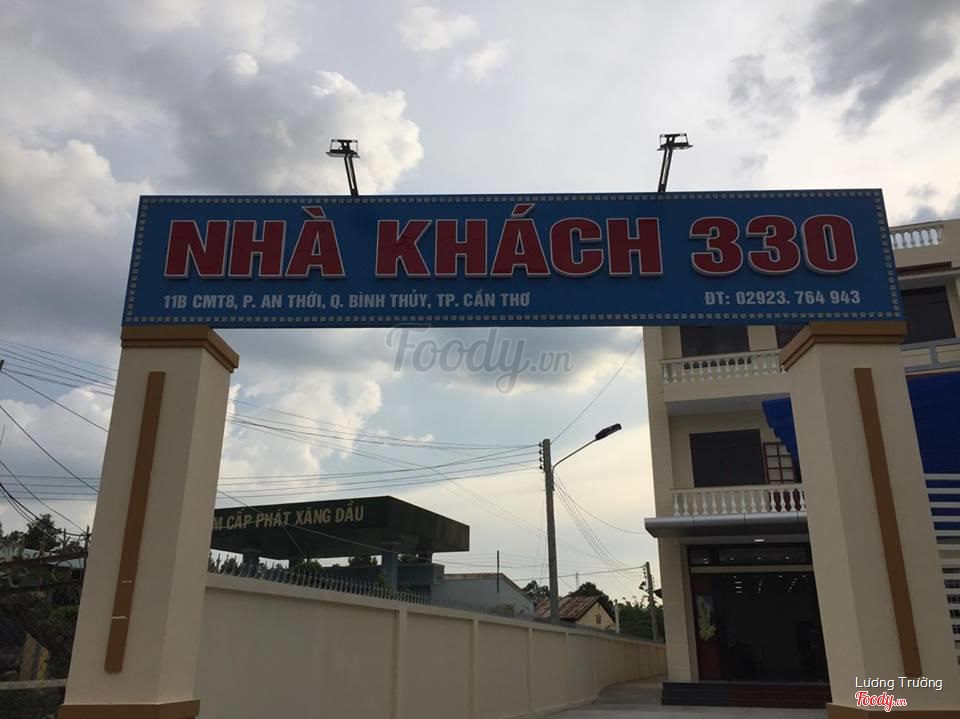 NHÀ KHÁCH 330
11B CMT8, P. AN THỚI, Q. BÌNH THỦY, TP. CẦN THƠ ĐT: 02923. 764 943
Foody.vn
M CẤP PHÁT XĂNG DẦU
Lương Trường
Foody.vn